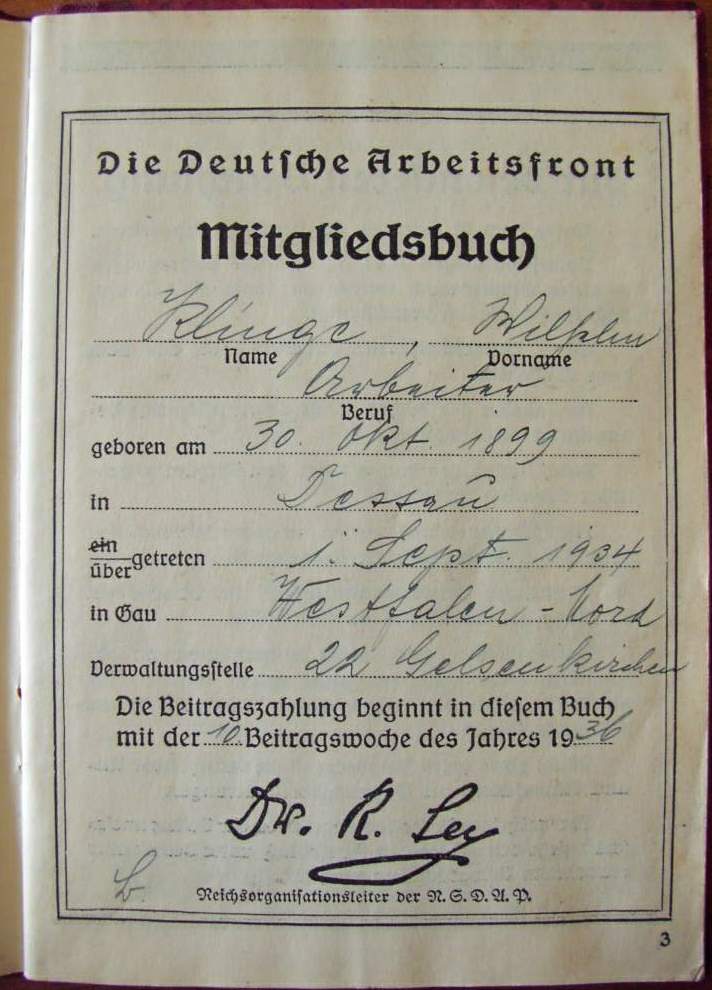 Die Deutſche Arbeitsfront
Mitgliedsbuch
Klinge, Wilhelm
Name Vorname
Arbeiter
Beruf
geboren am 30. Okt. 1899
in Dessau
ein
übergetreten 1. Sept. 1934
in Gau Westfalen-Nord
Verwaltungsſtelle 22 Gelsenkirchen
Die Beitragszahlung beginnt in dieſem Buch
mit der 10. Beitragswoche des Jahres 1936
Dr. R. Ley
Reichsorganiſationsleiter der N.S.D.A.P.
3